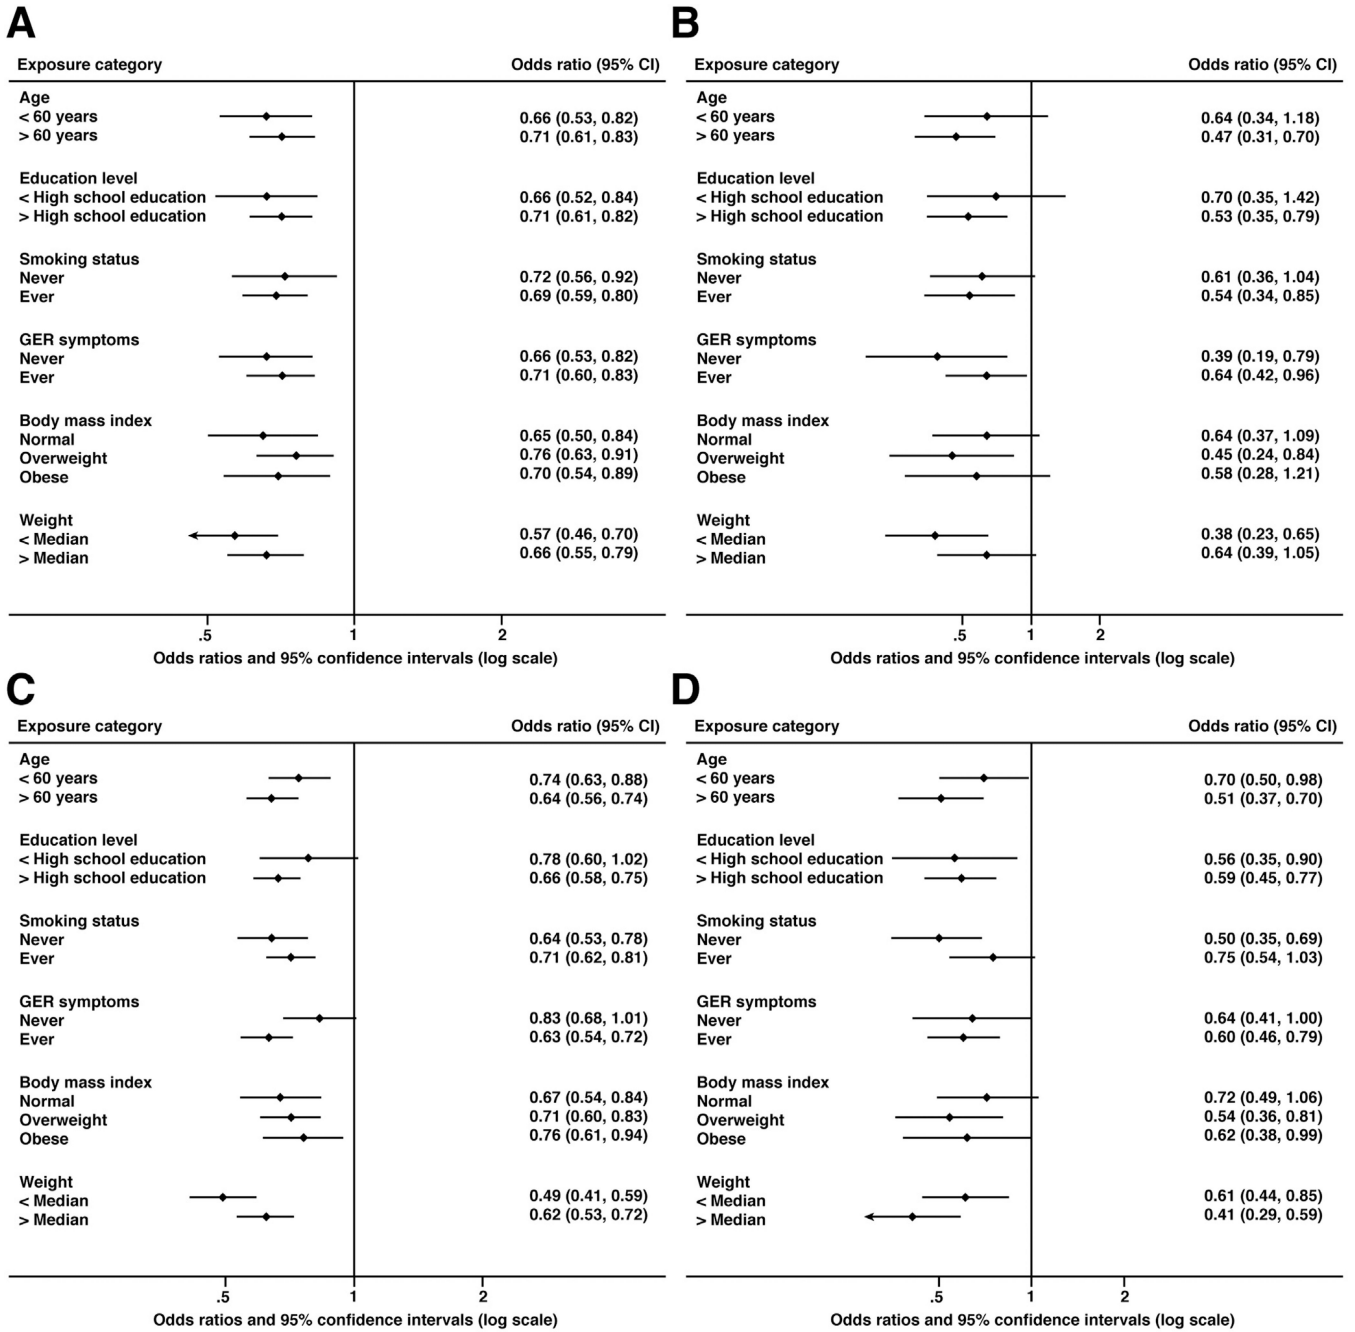 A
Exposure category Odds ratio (95% CI)
Age
< 60 years 0.66 (0.53, 0.82)
> 60 years 0.71 (0.61, 0.83)
Education level
< High school education 0.66 (0.52, 0.84)
> High school education 0.71 (0.61, 0.82)
Smoking status
Never 0.72 (0.56, 0.92)
Ever 0.69 (0.59, 0.80)
GER symptoms
Never 0.66 (0.53, 0.82)
Ever 0.71 (0.60, 0.83)
Body mass index
Normal 0.65 (0.50, 0.84)
Overweight 0.76 (0.63, 0.91)
Obese 0.70 (0.54, 0.89)
Weight
< Median 0.57 (0.46, 0.70)
> Median 0.66 (0.55, 0.79)
.5 1 2
Odds ratios and 95% confidence intervals (log scale)
B
Exposure category Odds ratio (95% CI)
Age
< 60 years 0.64 (0.34, 1.18)
> 60 years 0.47 (0.31, 0.70)
Education level
< High school education 0.70 (0.35, 1.42)
> High school education 0.53 (0.35, 0.79)
Smoking status
Never 0.61 (0.36, 1.04)
Ever 0.54 (0.34, 0.85)
GER symptoms
Never 0.39 (0.19, 0.79)
Ever 0.64 (0.42, 0.96)
Body mass index
Normal 0.64 (0.37, 1.09)
Overweight 0.45 (0.24, 0.84)
Obese 0.58 (0.28, 1.21)
Weight
< Median 0.38 (0.23, 0.65)
> Median 0.64 (0.39, 1.05)
.5 1 2
Odds ratios and 95% confidence intervals (log scale)
C
Exposure category Odds ratio (95% CI)
Age
< 60 years 0.74 (0.63, 0.88)
> 60 years 0.64 (0.56, 0.74)
Education level
< High school education 0.78 (0.60, 1.02)
> High school education 0.66 (0.58, 0.75)
Smoking status
Never 0.64 (0.53, 0.78)
Ever 0.71 (0.62, 0.81)
GER symptoms
Never 0.83 (0.68, 1.01)
Ever 0.63 (0.54, 0.72)
Body mass index
Normal 0.67 (0.54, 0.84)
Overweight 0.71 (0.60, 0.83)
Obese 0.76 (0.61, 0.94)
Weight
< Median 0.49 (0.41, 0.59)
> Median 0.62 (0.53, 0.72)
.5 1 2
Odds ratios and 95% confidence intervals (log scale)
D
Exposure category Odds ratio (95% CI)
Age
< 60 years 0.70 (0.50, 0.98)
> 60 years 0.51 (0.37, 0.70)
Education level
< High school education 0.56 (0.35, 0.90)
> High school education 0.59 (0.45, 0.77)
Smoking status
Never 0.50 (0.35, 0.69)
Ever 0.75 (0.54, 1.03)
GER symptoms
Never 0.64 (0.41, 1.00)
Ever 0.60 (0.46, 0.79)
Body mass index
Normal 0.72 (0.49, 1.06)
Overweight 0.54 (0.36, 0.81)
Obese 0.62 (0.38, 0.99)
Weight
< Median 0.61 (0.44, 0.85)
> Median 0.41 (0.29, 0.59)
.5 1 2
Odds ratios and 95% confidence intervals (log scale)